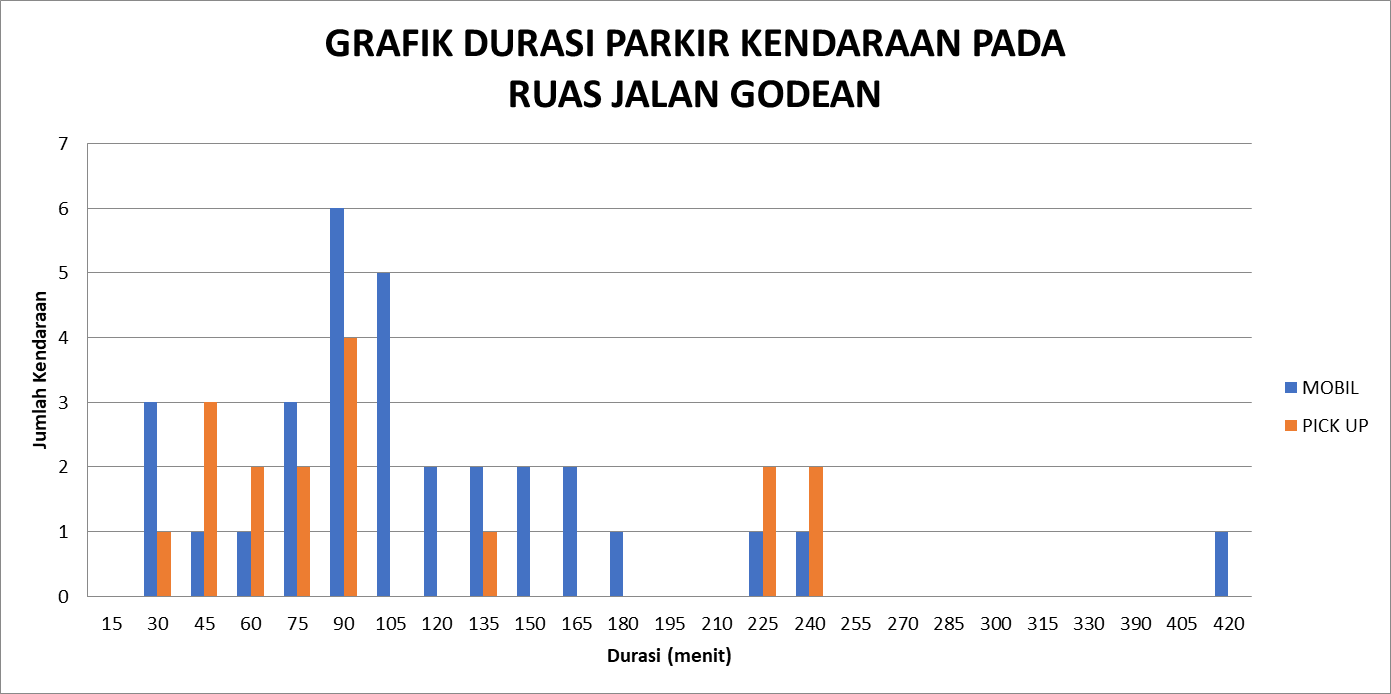 GRAFIK DURASI PARKIR KENDARAAN PADA
RUAS JALAN GODEAN
7
6
5
4
3
2
1
0
Jumlah Kendaraan
15 30 45 60 75 90 105 120 135 150 165 180 195 210 225 240 255 270 285 300 315 330 390 405 420
Durasi (menit)
MOBIL
PICK UP